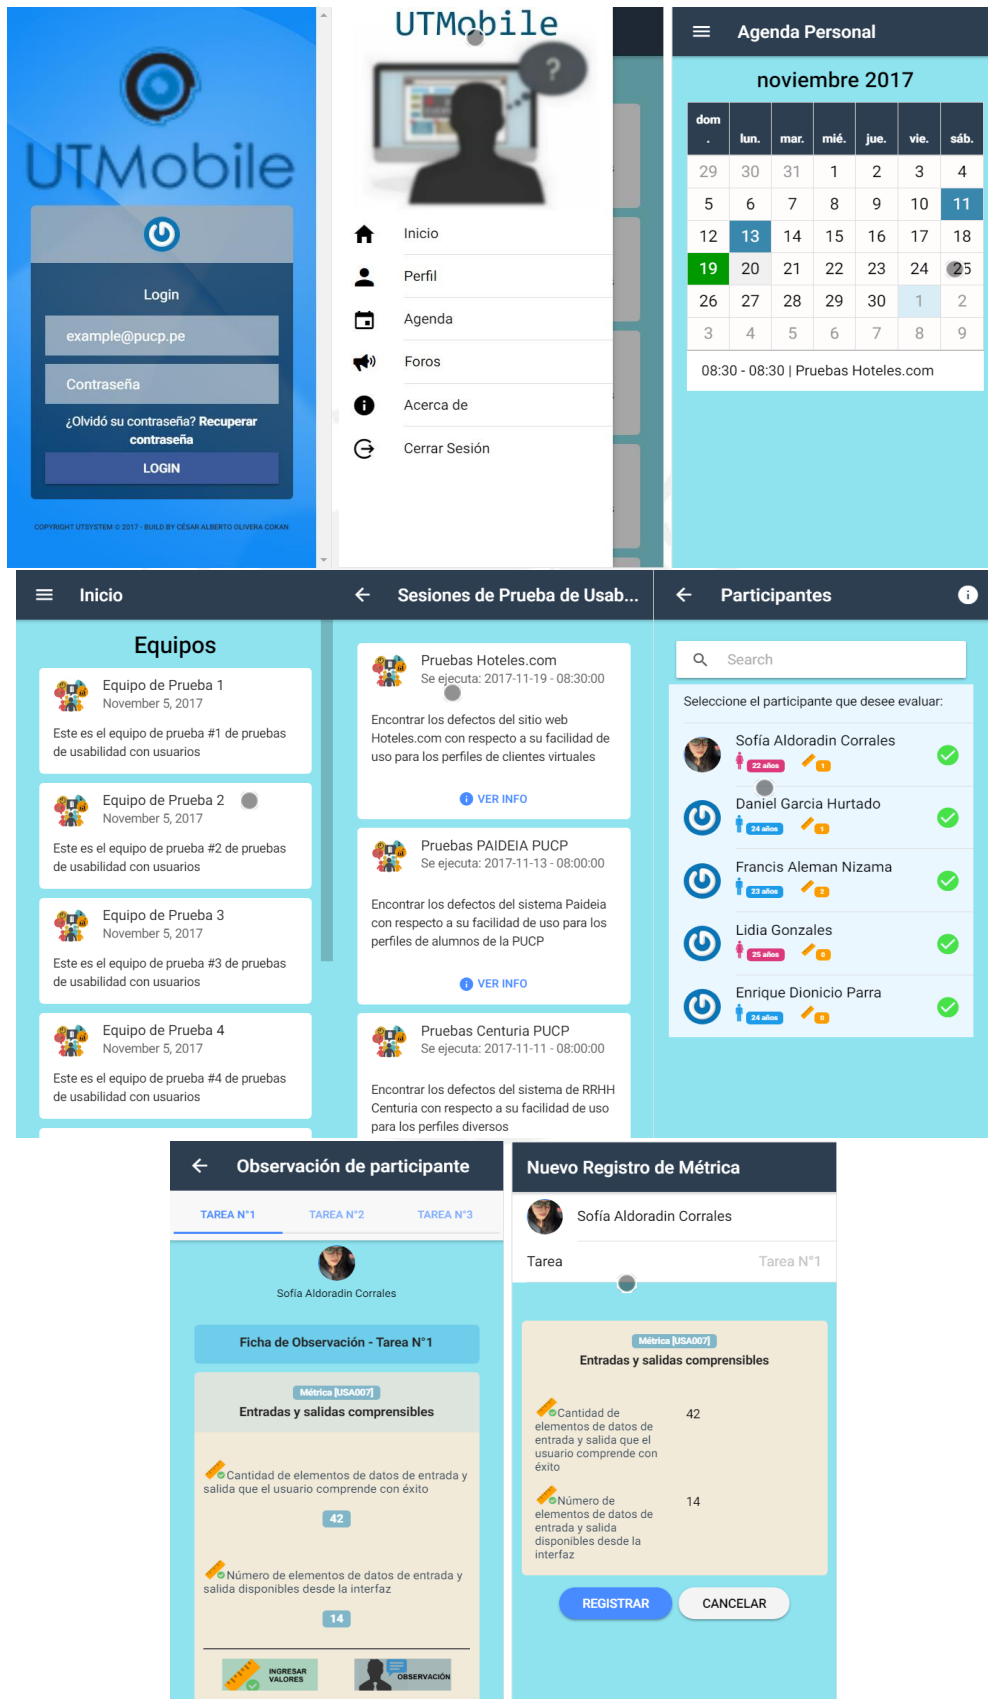 UTMobile
Login
example@pucp.pe
Contraseña
¿Olvidó su contraseña? Recuperar
contraseña
LOGIN
COPYRIGHT UTSYSTEM © 2017 - BUILD BY CÉSAR ALBERTO OLIVERA COKAN
UTMobile
?
Inicio
Perfil
Agenda
Foros
Acerca de
Cerrar Sesión
Agenda Personal
noviembre 2017
dom
. lun. mar. mié. jue. vie. sáb.
29 30 31 1 2 3 4
5 6 7 8 9 10 11
12 13 14 15 16 17 18
19 20 21 22 23 24 25
26 27 28 29 30 1 2
3 4 5 6 7 8 9
08:30 - 08:30 | Pruebas Hoteles.com
Inicio
Equipos
Equipo de Prueba 1
November 5, 2017
Este es el equipo de prueba #1 de pruebas
de usabilidad con usuarios
Equipo de Prueba 2
November 5, 2017
Este es el equipo de prueba #2 de pruebas
de usabilidad con usuarios
Equipo de Prueba 3
November 5, 2017
Este es el equipo de prueba #3 de pruebas
de usabilidad con usuarios
Equipo de Prueba 4
November 5, 2017
Este es el equipo de prueba #4 de pruebas
de usabilidad con usuarios
Sesiones de Prueba de Usab...
Pruebas Hoteles.com
Se ejecuta: 2017-11-19 - 08:30:00
Encontrar los defectos del sitio web
Hoteles.com con respecto a su facilidad de
uso para los perfiles de clientes virtuales
VER INFO
Pruebas PAIDEIA PUCP
Se ejecuta: 2017-11-13 - 08:00:00
Encontrar los defectos del sistema Paideia
con respecto a su facilidad de uso para los
perfiles de alumnos de la PUCP
VER INFO
Pruebas Centuria PUCP
Se ejecuta: 2017-11-11 - 08:00:00
Encontrar los defectos del sistema de RRHH
Centuria con respecto a su facilidad de uso
para los perfiles diversos
Participantes
Search
Seleccione el participante que desee evaluar:
Sofía Aldoradin Corrales
22 años 1
Daniel Garcia Hurtado
24 años 1
Francis Aleman Nizama
23 años 2
Lidia Gonzales
25 años 0
Enrique Dionicio Parra
24 años 0
Observación de participante
TAREA N°1 TAREA N°2 TAREA N°3
Sofía Aldoradin Corrales
Ficha de Observación - Tarea N°1
Métrica [USA007]
Entradas y salidas comprensibles
Cantidad de elementos de datos de entrada y
salida que el usuario comprende con éxito
42
Número de elementos de datos de entrada y
salida disponibles desde la interfaz
14
INGRESAR
VALORES
OBSERVACIÓN
Nuevo Registro de Métrica
Sofía Aldoradin Corrales
Tarea Tarea N°1
Métrica [USA007]
Entradas y salidas comprensibles
Cantidad de 42
elementos de datos de
entrada y salida que el
usuario comprende con
éxito
Número de 14
elementos de datos de
entrada y salida
disponibles desde la
interfaz
REGISTRAR CANCELAR